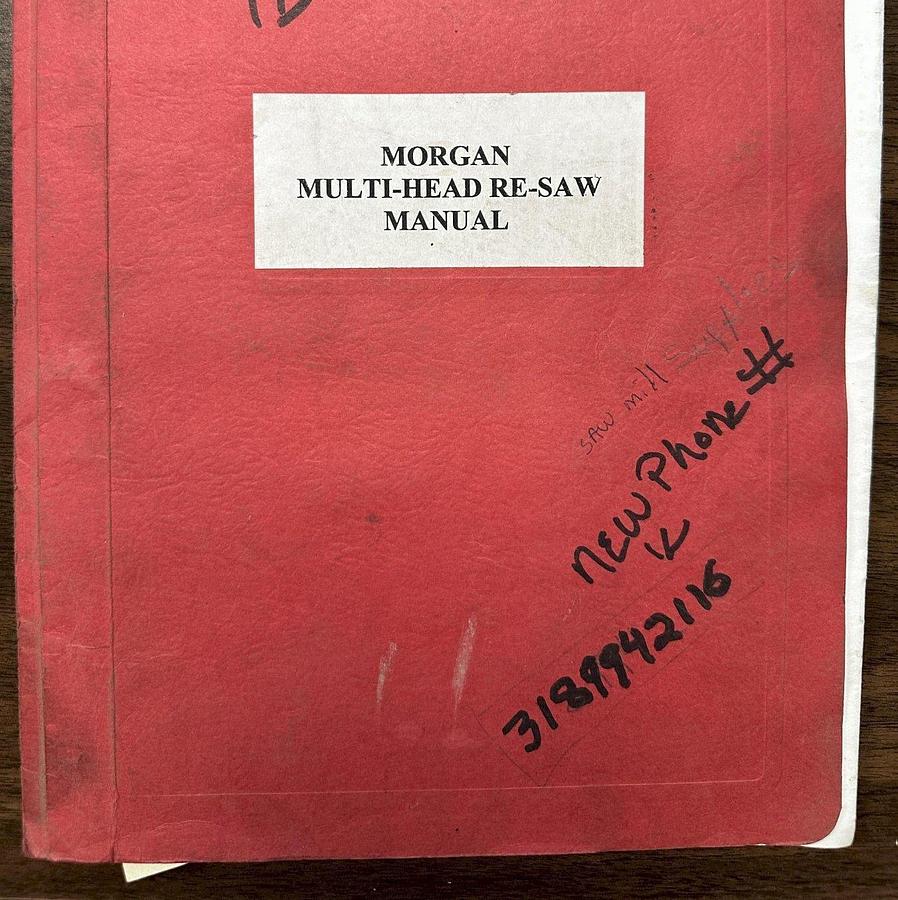 MORGAN
MULTI-HEAD RE-SAW
MANUAL
SAW mill
NEW Phone #
3189942116